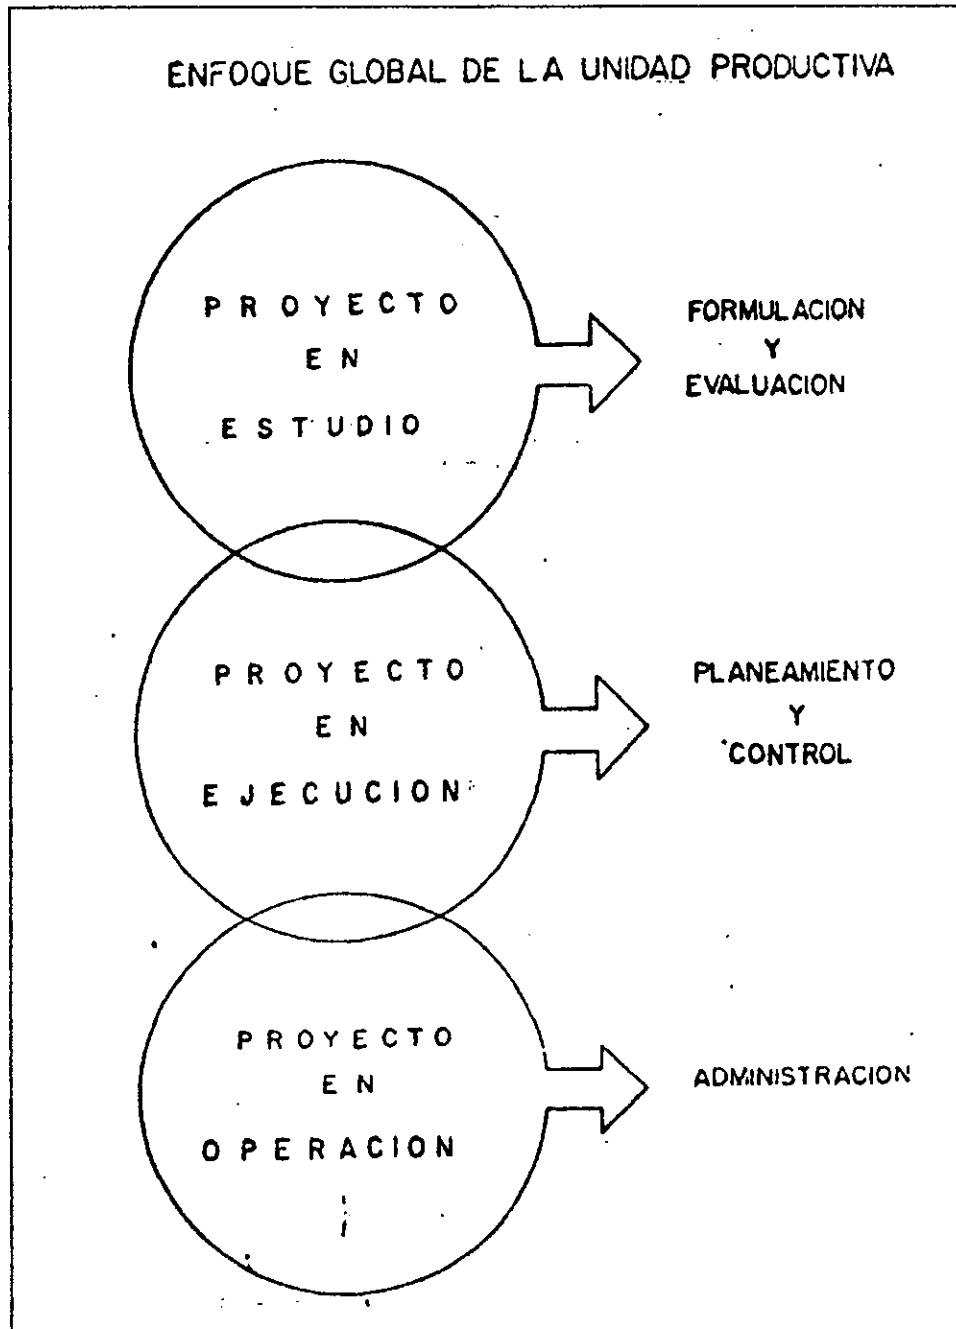 ENFOQUE GLOBAL DE LA UNIDAD PRODUCTIVA
PROYECTO
EN
ESTUDIO
FORMULACION
Y
EVALUACION
PROYECTO
EN
EJECUCION
PLANEAMIENTO
Y
CONTROL
PROYECTO
EN
OPERACION
ADMINISTRACION